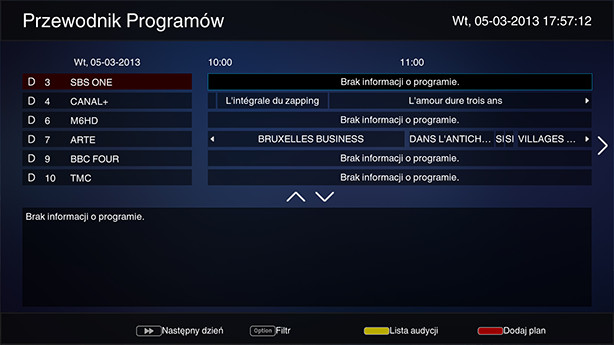 Przewodnik Programów Wt, 05-03-2013 17:57:12
Wt, 05-03-2013 10:00 11:00
D 3 SBS ONE Brak informacji o programie.
D 4 CANAL+ L'intégrale du zapping L'amour dure trois ans
D 6 M6HD Brak informacji o programie.
D 7 ARTE BRUXELLES BUSINESS DANS L'ANTICH... SISI VILLAGES ...
D 9 BBC FOUR Brak informacji o programie.
D 10 TMC Brak informacji o programie.
Brak informacji o programie.
Następny dzień Option Filtr Lista audycji Dodaj plan